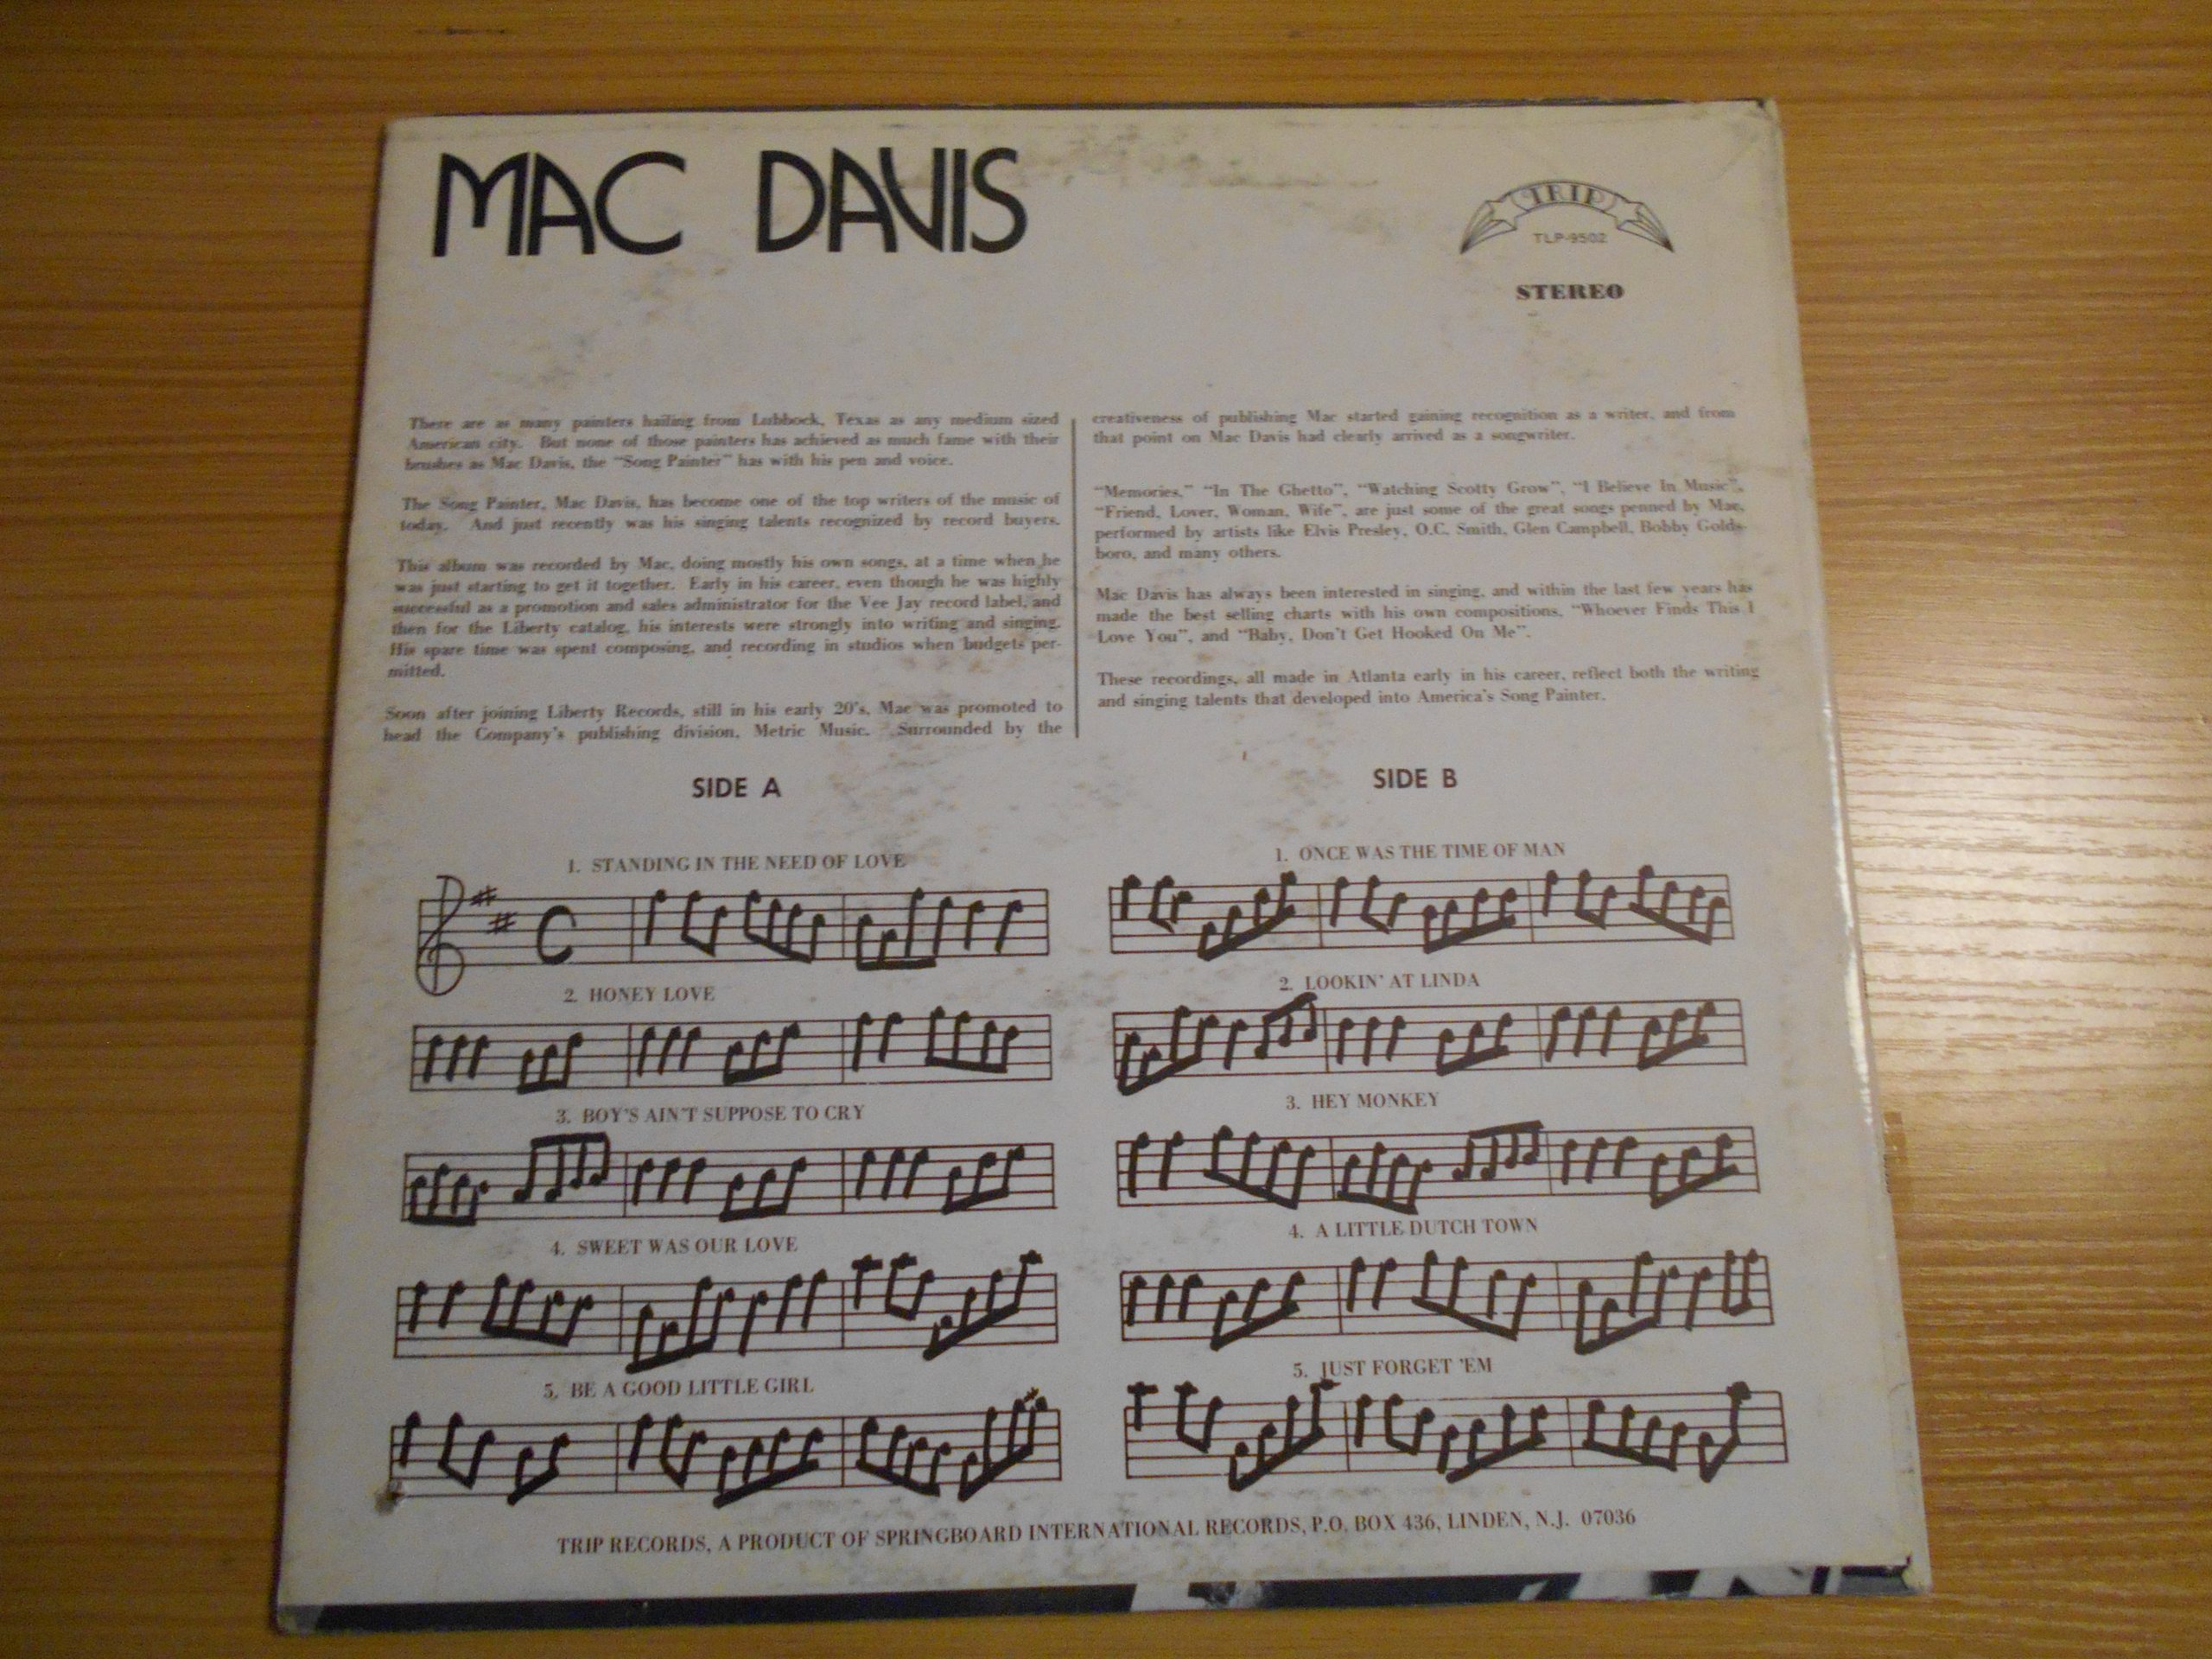 MAC DAVIS
TRIP
TLP-9502
STEREO
There are as many painters hailing from Lubbock, Texas as any medium sized
American city. But none of those painters has achieved as much fame with their
brushes as Mac Davis, the "Song Painter" has with his pen and voice.
The Song Painter, Mac Davis, has become one of the top writers of the music of
today. And just recently was his singing talents recognized by record buyers.
This album was recorded by Mac, doing mostly his own songs, at a time when he
was just starting to get it together. Early in his career, even though he was highly
successful as a promotion and sales administrator for the Vee Jay record label, and
then for the Liberty catalog, his interests were strongly into writing and singing.
His spare time was spent composing, and recording in studios when budgets per-
mitted.
Soon after joining Liberty Records, still in his early 20's, Mac was promoted to
head the Company's publishing division, Metric Music. Surrounded by the
creativeness of publishing Mac started gaining recognition as a writer, and from
that point on Mac Davis had clearly arrived as a songwriter.
"Memories," "In The Ghetto", "Watching Scotty Grow", "I Believe In Music",
"Friend, Lover, Woman, Wife", are just some of the great songs penned by Mac,
performed by artists like Elvis Presley, O.C. Smith, Glen Campbell, Bobby Golds-
boro, and many others.
Mac Davis has always been interested in singing, and within the last few years has
made the best selling charts with his own compositions, "Whoever Finds This I
Love You", and "Baby, Don't Get Hooked On Me".
These recordings, all made in Atlanta early in his career, reflect both the writing
and singing talents that developed into America's Song Painter.
SIDE A
1. STANDING IN THE NEED OF LOVE
2. HONEY LOVE
3. BOY'S AIN'T SUPPOSE TO CRY
4. SWEET WAS OUR LOVE
5. BE A GOOD LITTLE GIRL
SIDE B
1. ONCE WAS THE TIME OF MAN
2. LOOKIN' AT LINDA
3. HEY MONKEY
4. A LITTLE DUTCH TOWN
5. JUST FORGET 'EM
TRIP RECORDS, A PRODUCT OF SPRINGBOARD INTERNATIONAL RECORDS, P.O. BOX 436, LINDEN, N.J. 07036